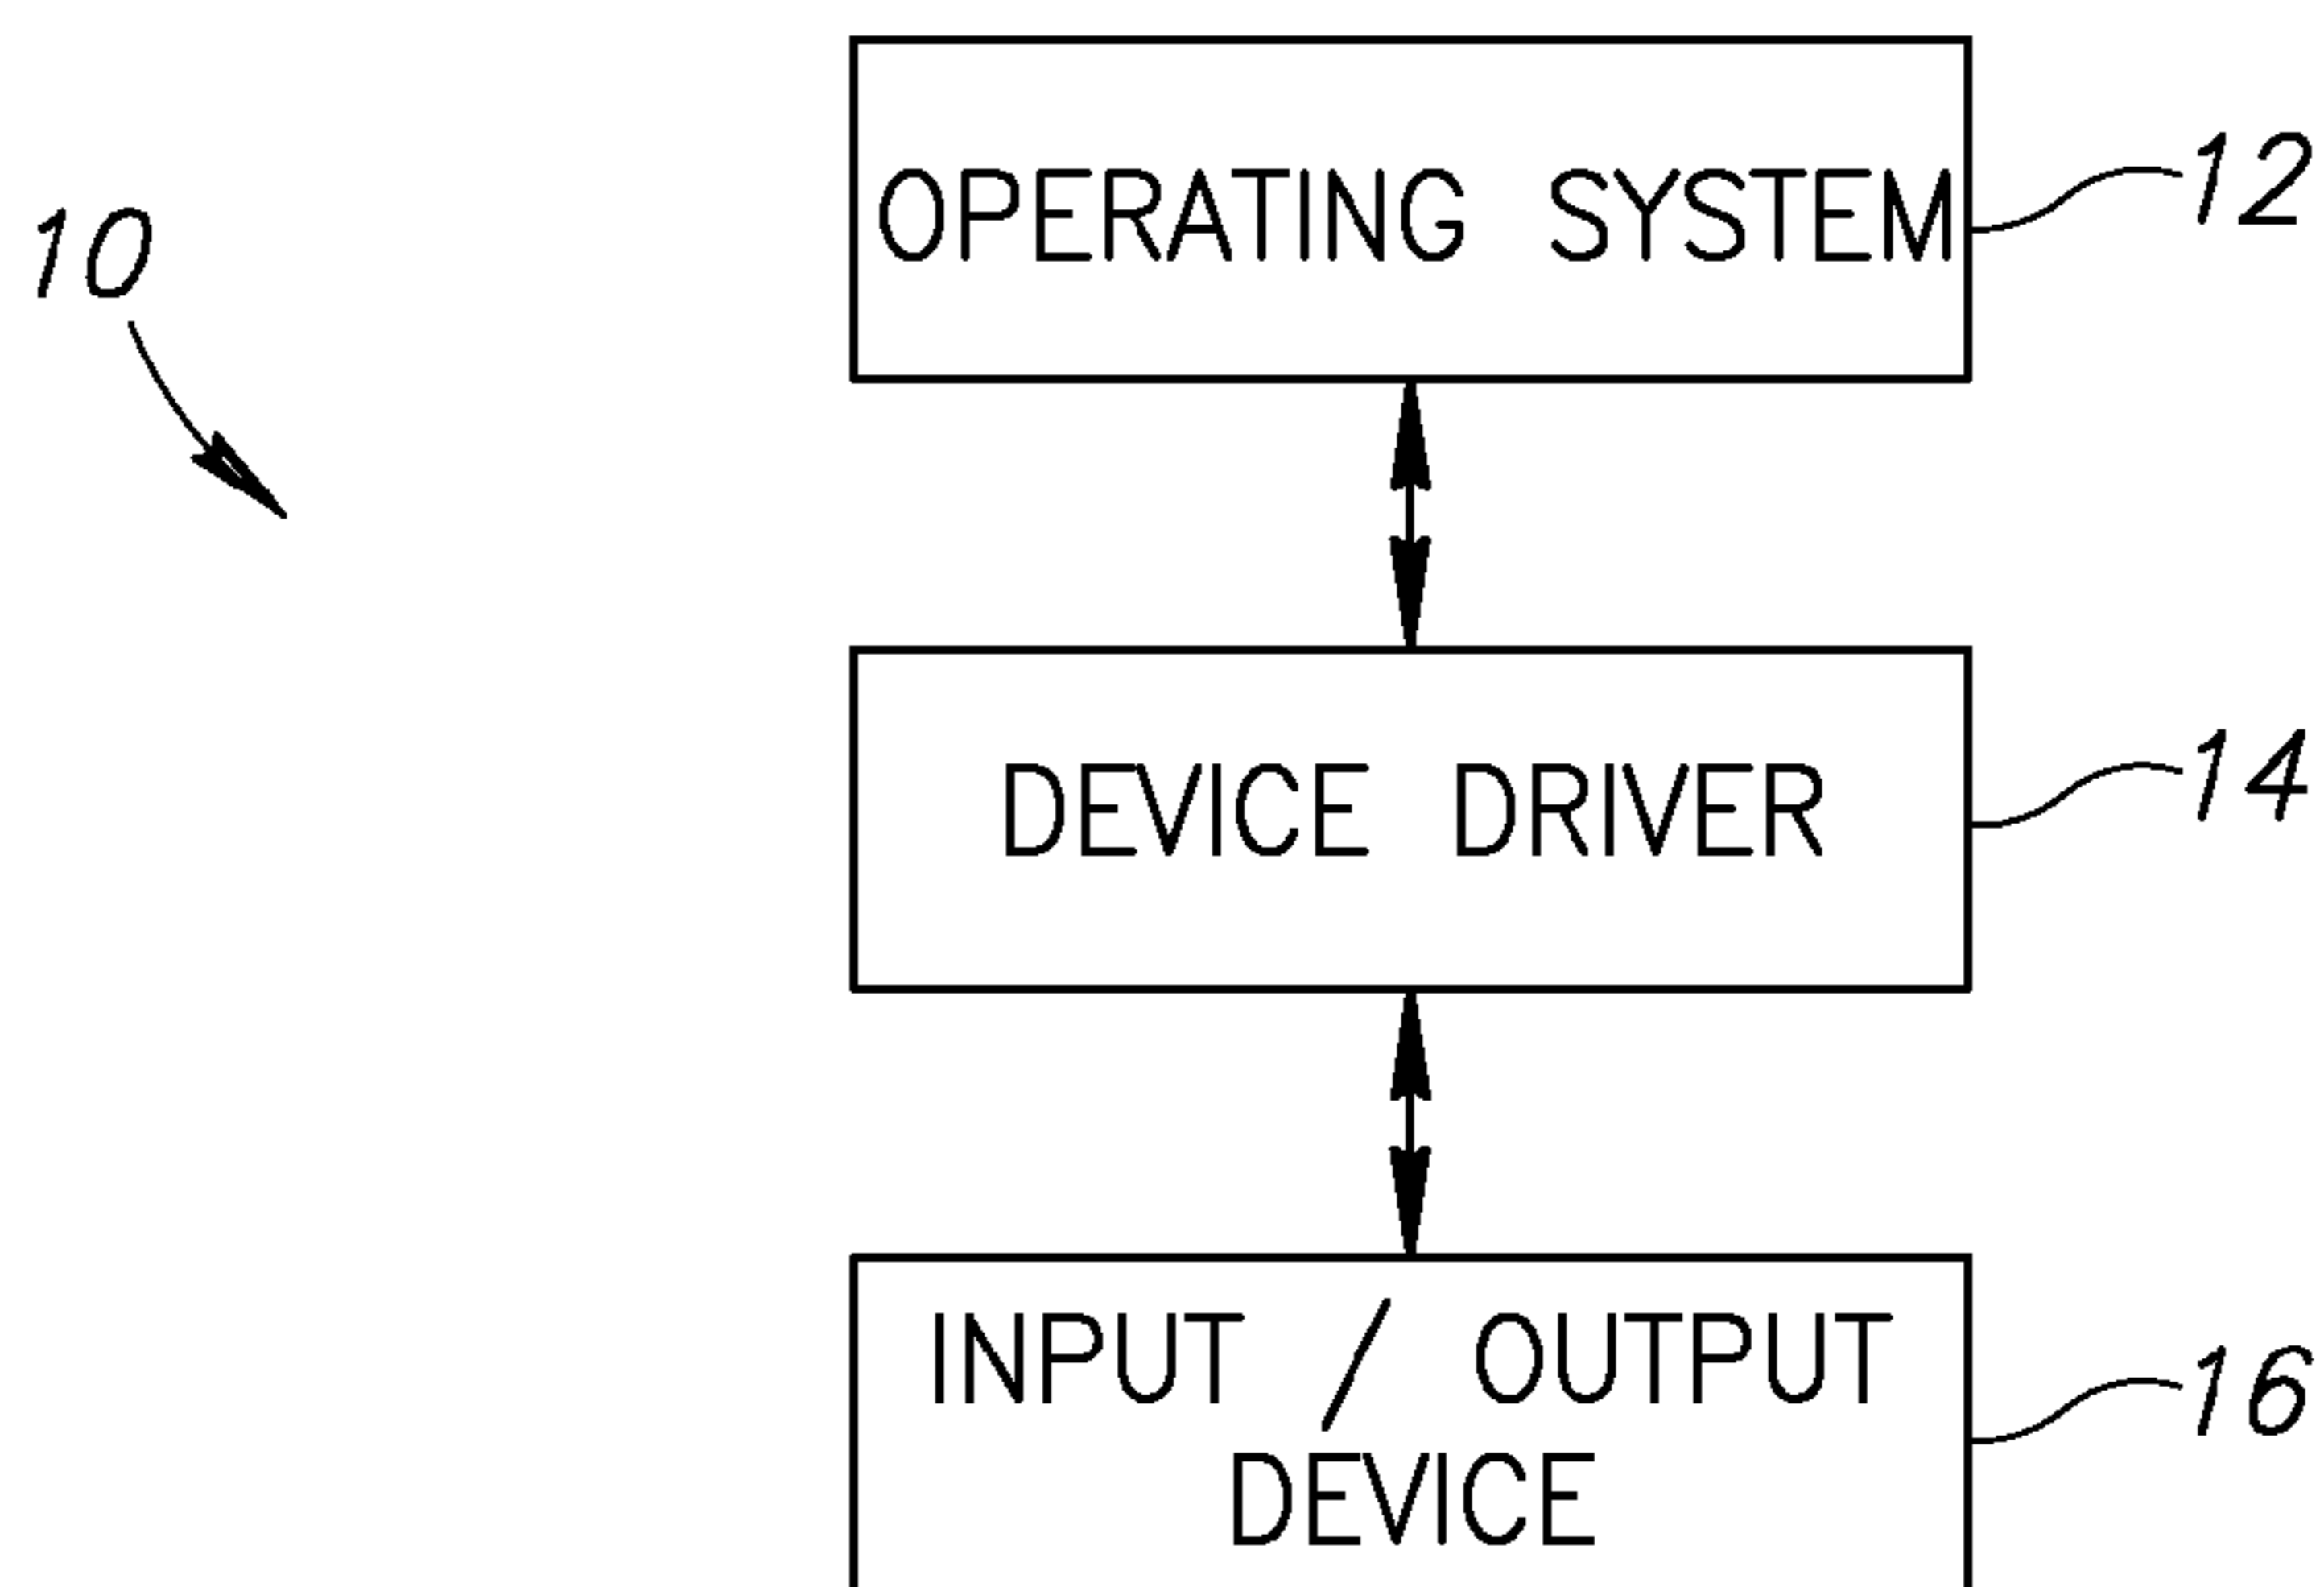 10
OPERATING SYSTEM
12
DEVICE DRIVER
14
INPUT / OUTPUT
DEVICE
16